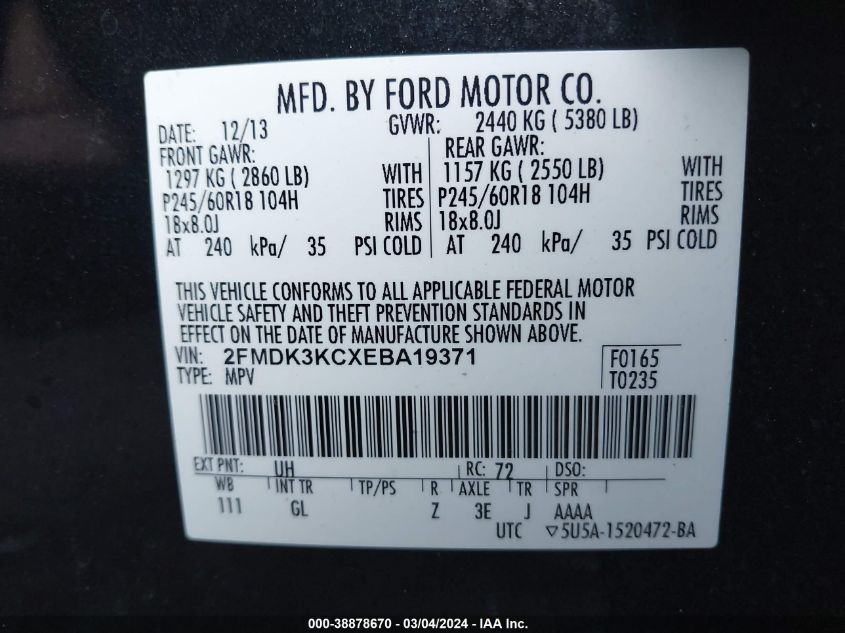 MFD. BY FORD MOTOR CO.
DATE: 12/13 GVWR: 2440 KG ( 5380 LB)
FRONT GAWR: REAR GAWR:
1297 KG ( 2860 LB) WITH 1157 KG ( 2550 LB) WITH
P245/60R18 104H TIRES P245/60R18 104H TIRES
18x8.0J RIMS 18x8.0J RIMS
AT 240 kPa/ 35 PSI COLD AT 240 kPa/ 35 PSI COLD
THIS VEHICLE CONFORMS TO ALL APPLICABLE FEDERAL MOTOR
VEHICLE SAFETY AND THEFT PREVENTION STANDARDS IN
EFFECT ON THE DATE OF MANUFACTURE SHOWN ABOVE.
VIN: 2FMDK3KCXEBA19371 F0165
TYPE: MPV T0235
EXT PNT: UH RC: 72 DSO:
WB INT TR TP/PS R AXLE TR SPR
111 GL Z 3E J AAAA
UTC ▽5U5A-1520472-BA
000-38878670 - 03/04/2024 - IAA Inc.